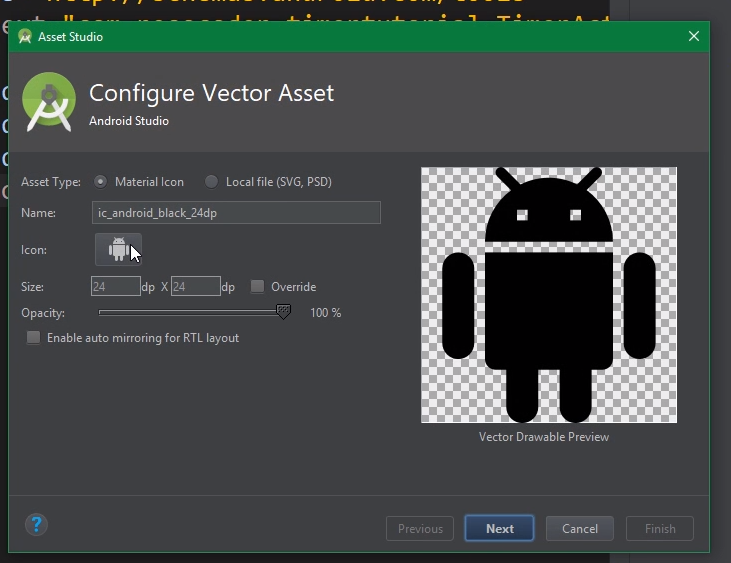 Asset Studio
Configure Vector Asset
Android Studio
Asset Type: Material Icon Local file (SVG, PSD)
Name: ic_android_black_24dp
Icon:
Size: 24 dp X 24 dp Override
Opacity: 100 %
Enable auto mirroring for RTL layout
Vector Drawable Preview
? Previous Next Cancel Finish